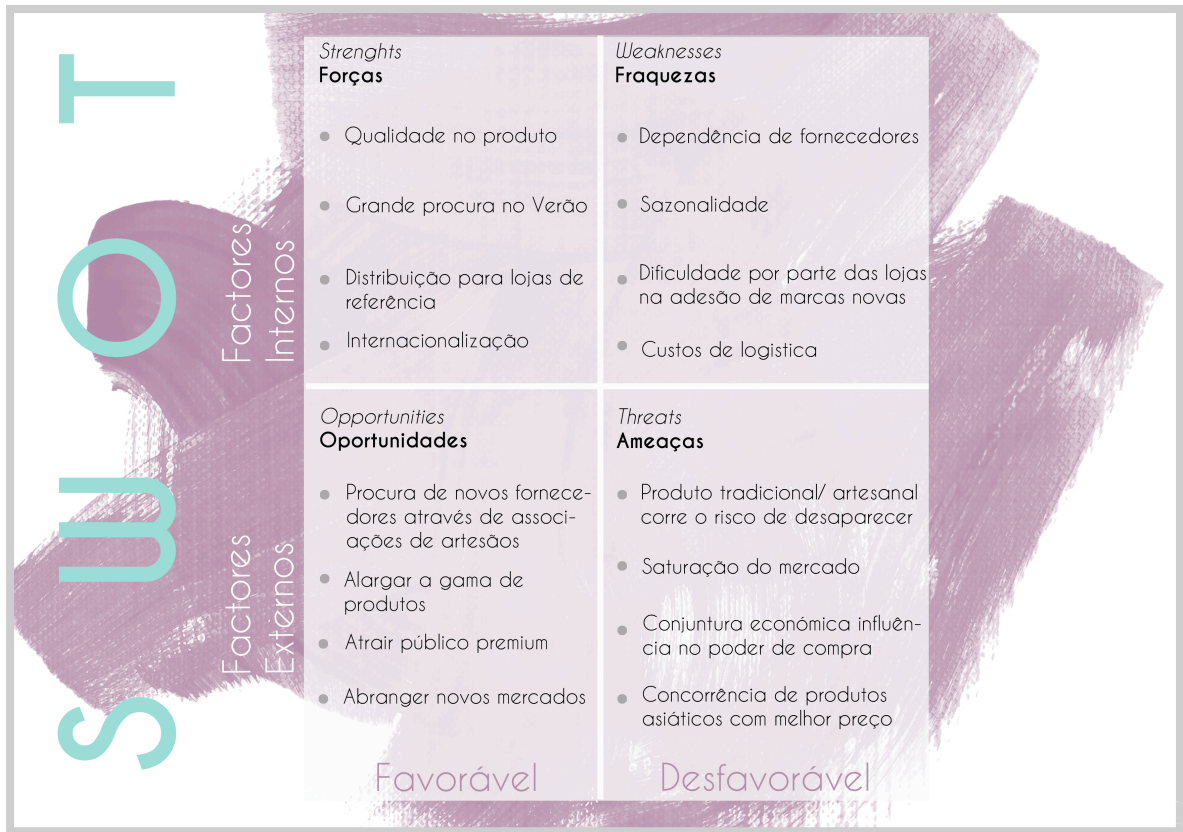 SWOT
Factores
Internos
Strenghts
Forças
Qualidade no produto
Grande procura no Verão
Distribuição para lojas de
referência
Internacionalização
Weaknesses
Fraquezas
Dependência de fornecedores
Sazonalidade
Dificuldade por parte das lojas
na adesão de marcas novas
Custos de logistica
Factores
Externos
Opportunities
Oportunidades
Procura de novos fornece-
dores através de associ-
ações de artesãos
Alargar a gama de
produtos
Atrair público premium
Abranger novos mercados
Threats
Ameaças
Produto tradicional/ artesanal
corre o risco de desaparecer
Saturação do mercado
Conjuntura económica influên-
cia no poder de compra
Concorrência de produtos
asiáticos com melhor preço
Favorável
Desfavorável